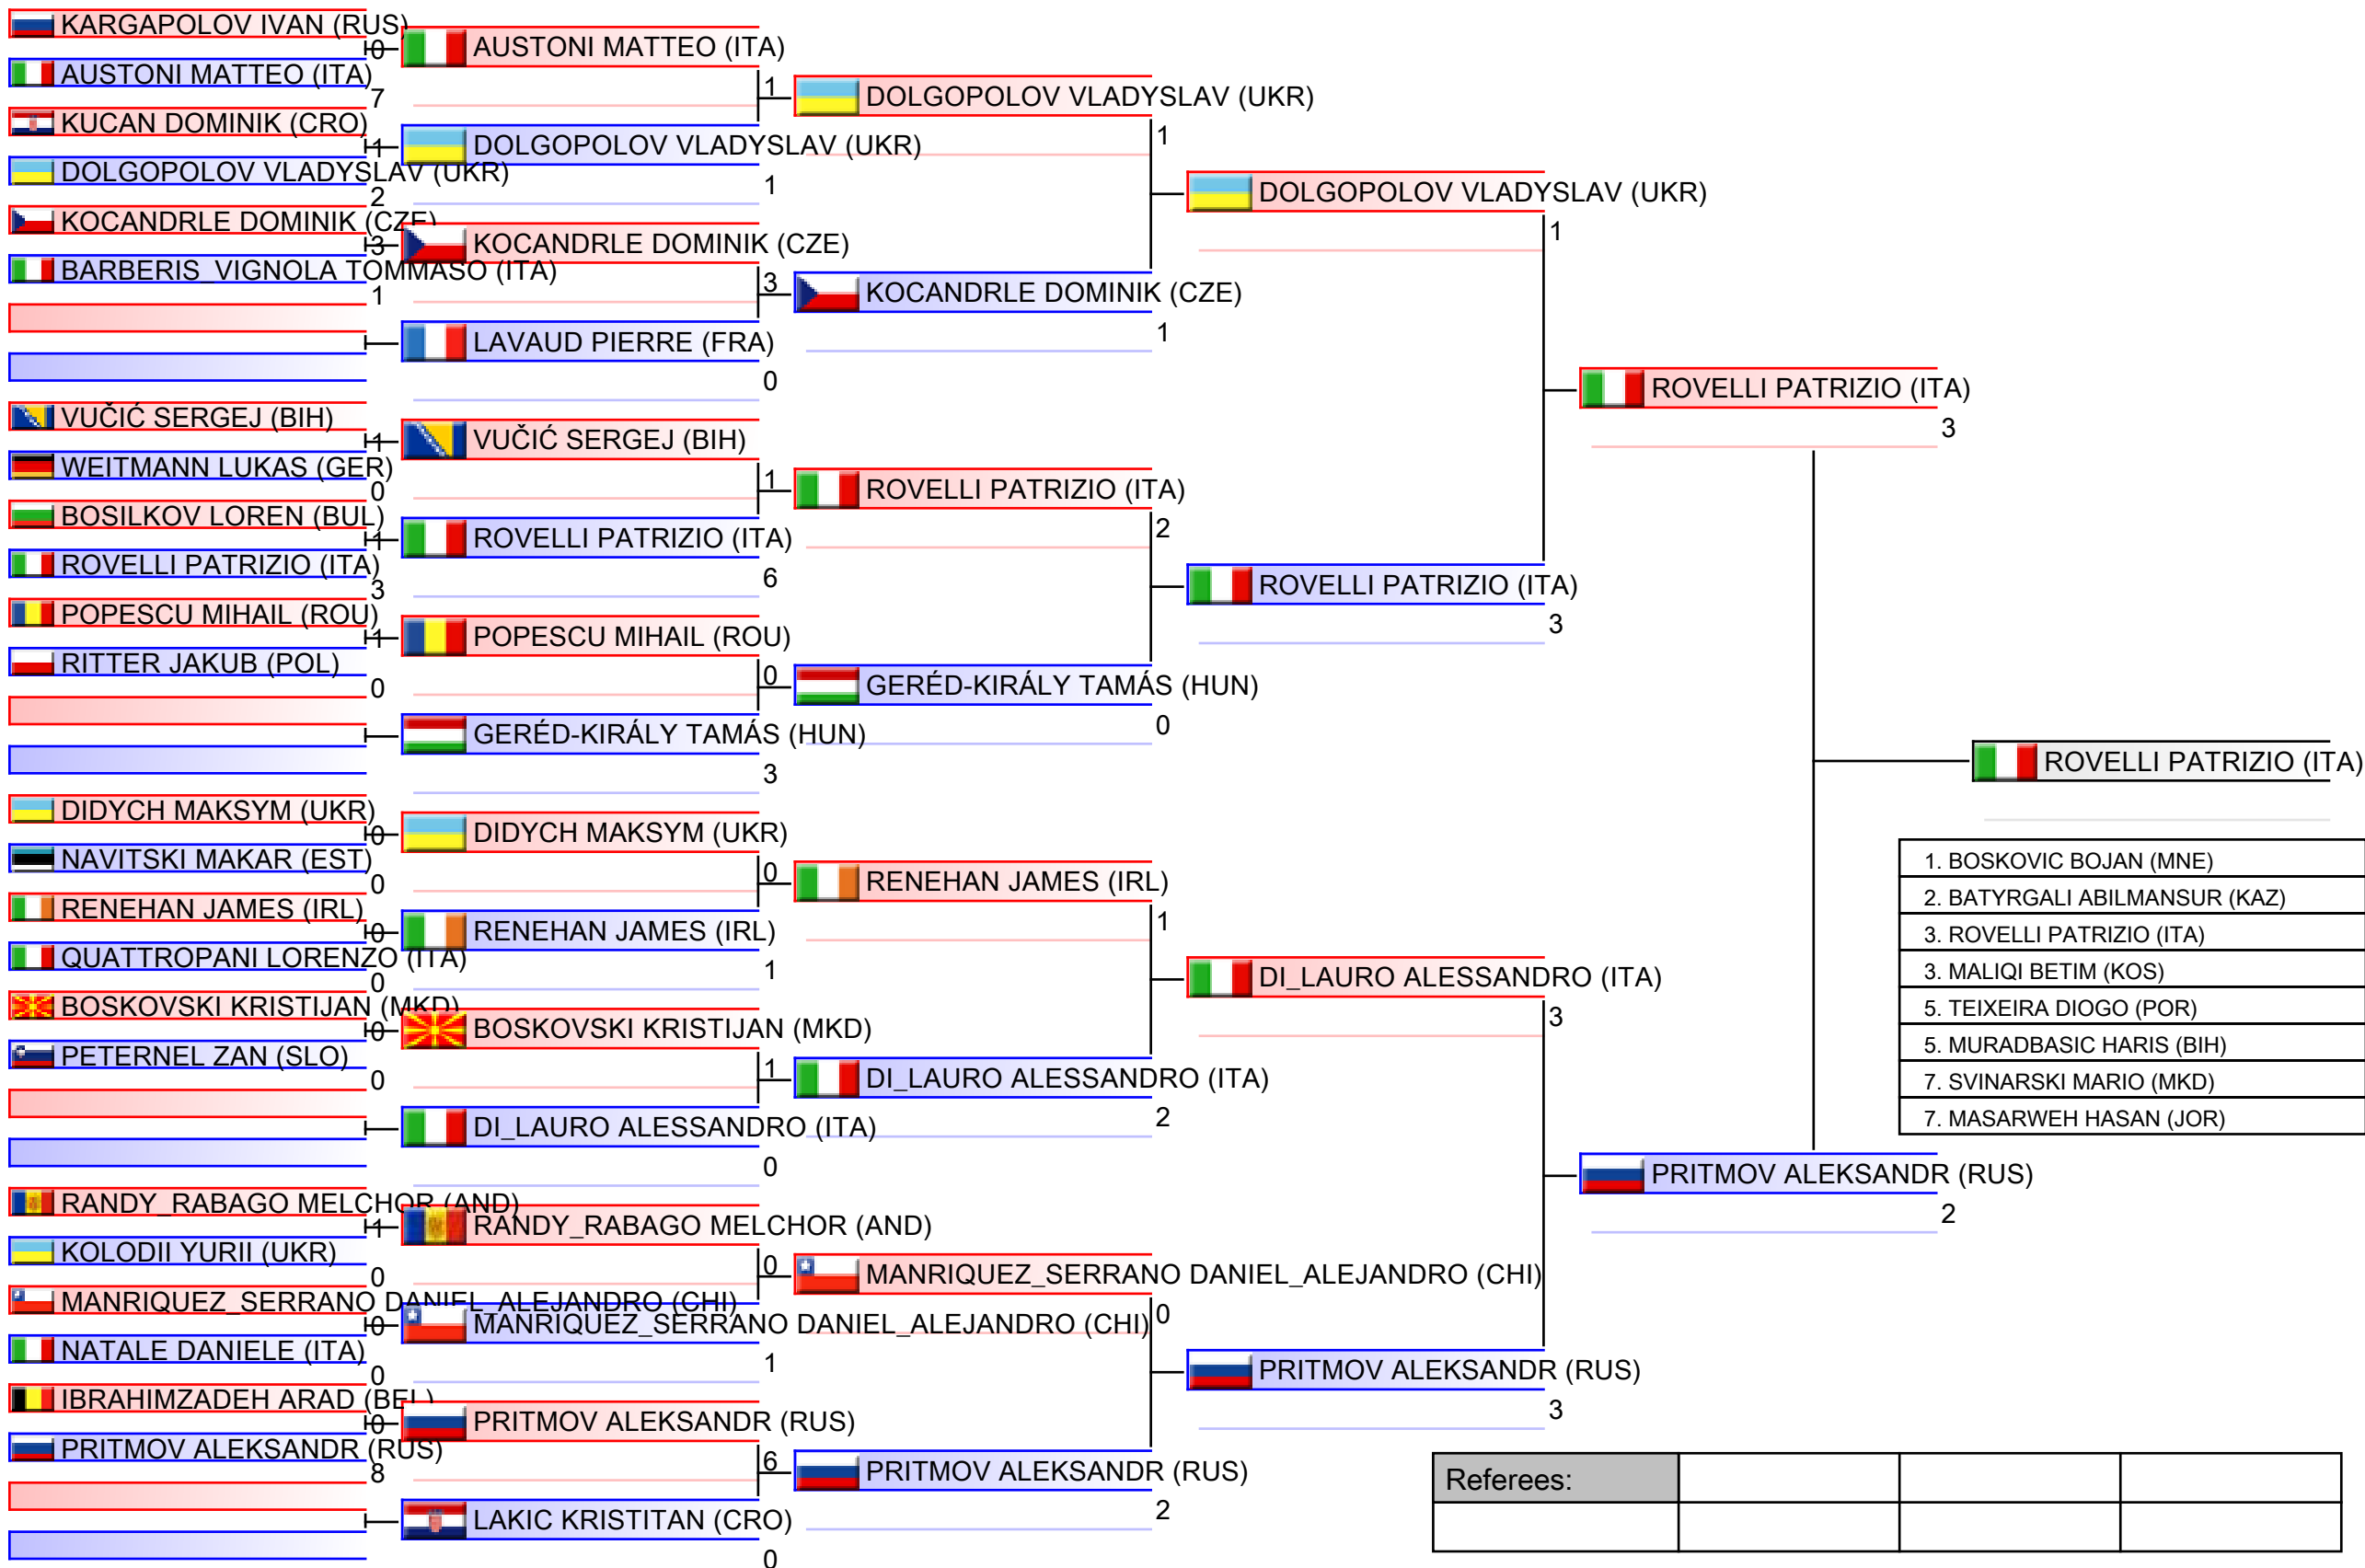 KARGAPOLOV IVAN (RUS)
0
AUSTONI MATTEO (ITA)
7
KUCAN DOMINIK (CRO)
1
DOLGOPOLOV VLADYSLAV (UKR)
2
KOCANDRLE DOMINIK (CZE)
3
BARBERIS_VIGNOLA TOMMASO (ITA)
1
VUČIĆ SERGEJ (BIH)
1
WEITMANN LUKAS (GER)
0
BOSILKOV LOREN (BUL)
1
ROVELLI PATRIZIO (ITA)
3
POPESCU MIHAIL (ROU)
1
RITTER JAKUB (POL)
0
DIDYCH MAKSYM (UKR)
0
NAVITSKI MAKAR (EST)
0
RENEHAN JAMES (IRL)
0
QUATTROPANI LORENZO (ITA)
0
BOSKOVSKI KRISTIJAN (MKD)
0
PETERNEL ZAN (SLO)
0
RANDY_RABAGO MELCHOR (AND)
1
KOLODII YURII (UKR)
0
MANRIQUEZ_SERRANO DANIEL_ALEJANDRO (CHI)
0
NATALE DANIELE (ITA)
0
IBRAHIMZADEH ARAD (BEL)
0
PRITMOV ALEKSANDR (RUS)
8
AUSTONI MATTEO (ITA)
1
DOLGOPOLOV VLADYSLAV (UKR)
1
KOCANDRLE DOMINIK (CZE)
3
LAVAUD PIERRE (FRA)
0
VUČIĆ SERGEJ (BIH)
1
ROVELLI PATRIZIO (ITA)
6
POPESCU MIHAIL (ROU)
0
GERÉD-KIRÁLY TAMÁS (HUN)
3
DIDYCH MAKSYM (UKR)
0
RENEHAN JAMES (IRL)
1
BOSKOVSKI KRISTIJAN (MKD)
1
DI_LAURO ALESSANDRO (ITA)
0
RANDY_RABAGO MELCHOR (AND)
0
MANRIQUEZ_SERRANO DANIEL_ALEJANDRO (CHI)
1
PRITMOV ALEKSANDR (RUS)
6
LAKIC KRISTITAN (CRO)
0
DOLGOPOLOV VLADYSLAV (UKR)
1
KOCANDRLE DOMINIK (CZE)
1
ROVELLI PATRIZIO (ITA)
2
GERÉD-KIRÁLY TAMÁS (HUN)
0
RENEHAN JAMES (IRL)
1
DI_LAURO ALESSANDRO (ITA)
2
MANRIQUEZ_SERRANO DANIEL_ALEJANDRO (CHI)
0
PRITMOV ALEKSANDR (RUS)
2
DOLGOPOLOV VLADYSLAV (UKR)
1
ROVELLI PATRIZIO (ITA)
3
DI_LAURO ALESSANDRO (ITA)
3
PRITMOV ALEKSANDR (RUS)
3
ROVELLI PATRIZIO (ITA)
3
PRITMOV ALEKSANDR (RUS)
2
ROVELLI PATRIZIO (ITA)
1. BOSKOVIC BOJAN (MNE)
2. BATYRGALI ABILMANSUR (KAZ)
3. ROVELLI PATRIZIO (ITA)
3. MALIQI BETIM (KOS)
5. TEIXEIRA DIOGO (POR)
5. MURADBASIC HARIS (BIH)
7. SVINARSKI MARIO (MKD)
7. MASARWEH HASAN (JOR)
Referees: